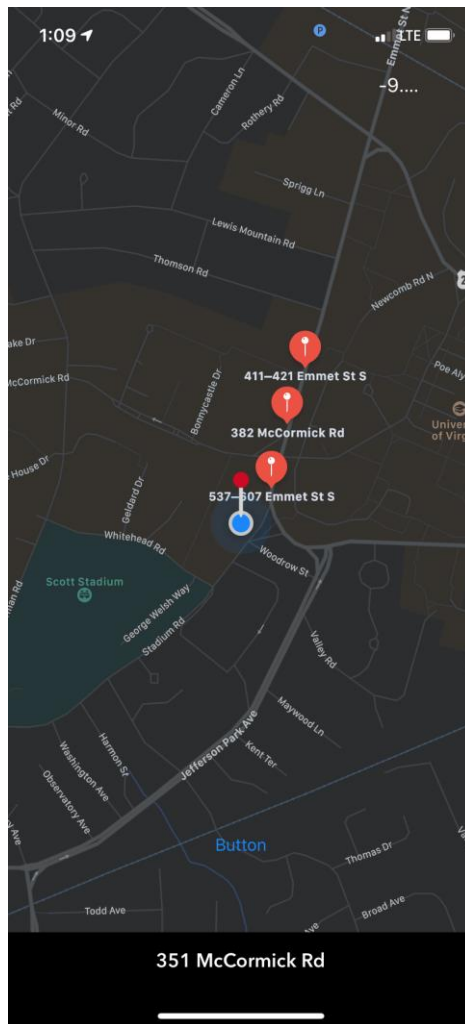 1:09
LTE
Emmet St N
P
-9....
Cameron Ln
Rothery Rd
Minor Rd
Sprigg Ln
Lewis Mountain Rd
Thomson Rd
Newcomb Rd N
411–421 Emmet St S
ake Dr
McCormick Rd
Bonnycastle Dr
382 McCormick Rd
Poe Aly
Univer
of Virg
House Dr
Geldard Dr
537–607 Emmet St S
Whitehead Rd
Woodrow St
Scott Stadium
George Welsh Way
Stadium Rd
Valley Rd
Maywood Ln
Kent Ter
Jefferson Park Ave
Harmon St
Washington Ave
Observatory Ave
Button
Thomas Dr
Todd Ave
Broad Ave
351 McCormick Rd